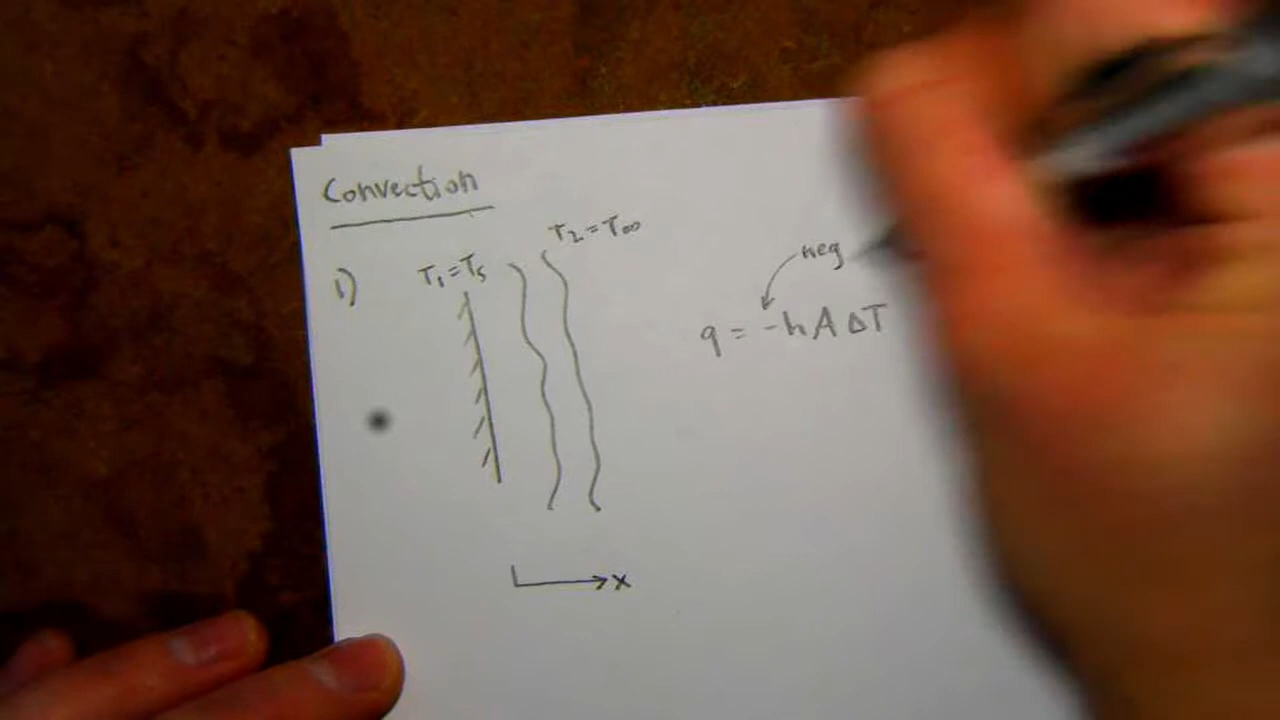 Convection
1)
T₁=Tₛ
T₂=T∞
neg
q = -hAΔT
x